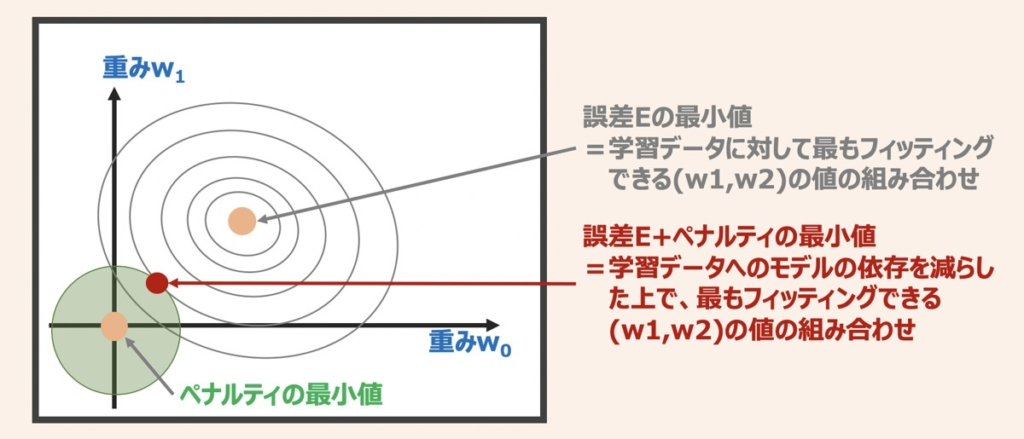 重みw1
誤差Eの最小値
＝学習データに対して最もフィッティング
できる(w1,w2)の値の組み合わせ
誤差E+ペナルティの最小値
＝学習データへのモデルの依存を減らし
た上で、最もフィッティングできる
(w1,w2)の値の組み合わせ
重みw0
ペナルティの最小値